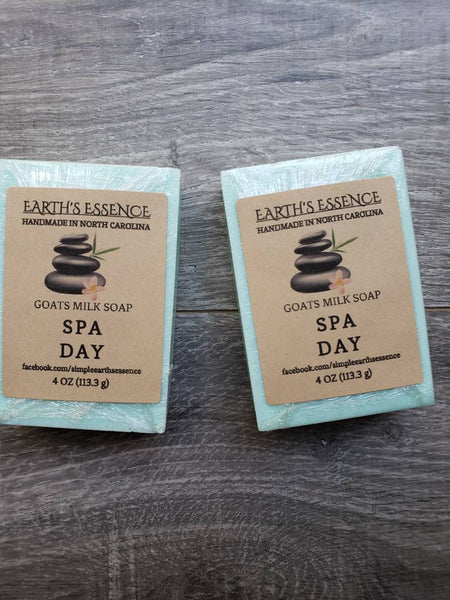 EARTH'S ESSENCE
HANDMADE IN NORTH CAROLINA
GOATS MILK SOAP
SPA
DAY
facebook.com/simpleearthsessence
4 OZ (113.3 g)
EARTH'S ESSENCE
HANDMADE IN NORTH CAROLINA
GOATS MILK SOAP
SPA
DAY
facebook.com/simpleearthsessence
4 OZ (113.3 g)